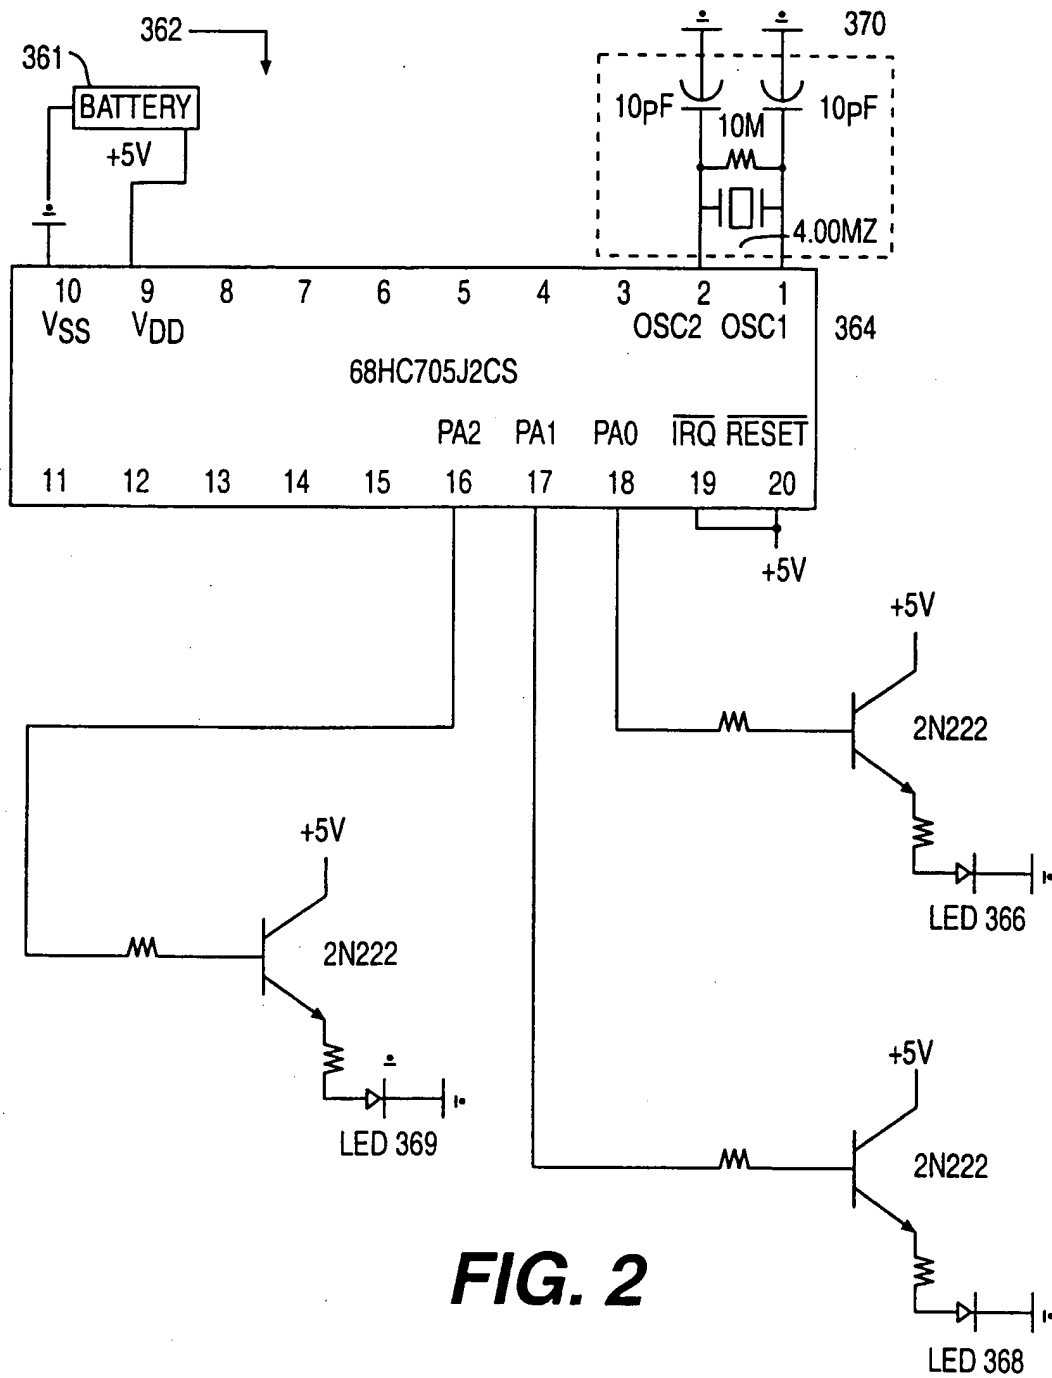 362
370
361
BATTERY
+5V
10pF
10M
10pF
4.00MZ
10 9 8 7 6 5 4 3 2 1
VSS VDD OSC2 OSC1
364
68HC705J2CS
PA2 PA1 PA0 IRQ RESET
11 12 13 14 15 16 17 18 19 20
+5V
+5V
2N222
LED 366
+5V
2N222
LED 369
+5V
2N222
LED 368
FIG. 2